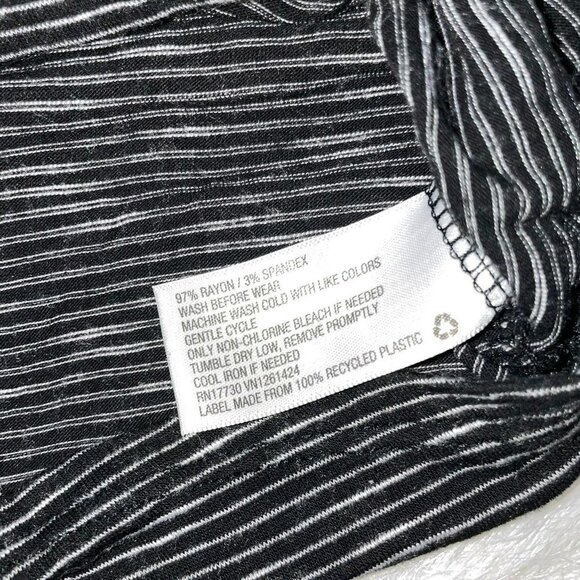 97% RAYON / 3% SPANDEX
WASH BEFORE WEAR
MACHINE WASH COLD WITH LIKE COLORS
GENTLE CYCLE
ONLY NON-CHLORINE BLEACH IF NEEDED
TUMBLE DRY LOW, REMOVE PROMPTLY
COOL IRON IF NEEDED
RN17730 VN1261424
LABEL MADE FROM 100% RECYCLED PLASTIC